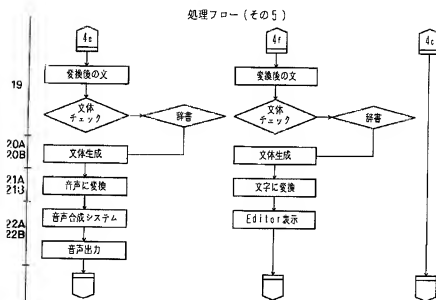 処理フロー(その5)
4e
4f
4c
変換後の文
変換後の文
19
文体
チェック
辞書
文体
チェック
辞書
20A
20B
文体生成
文体生成
21A
21B
音声に変換
文字に変換
22A
22B
音声合成システム
Editor表示
音声出力